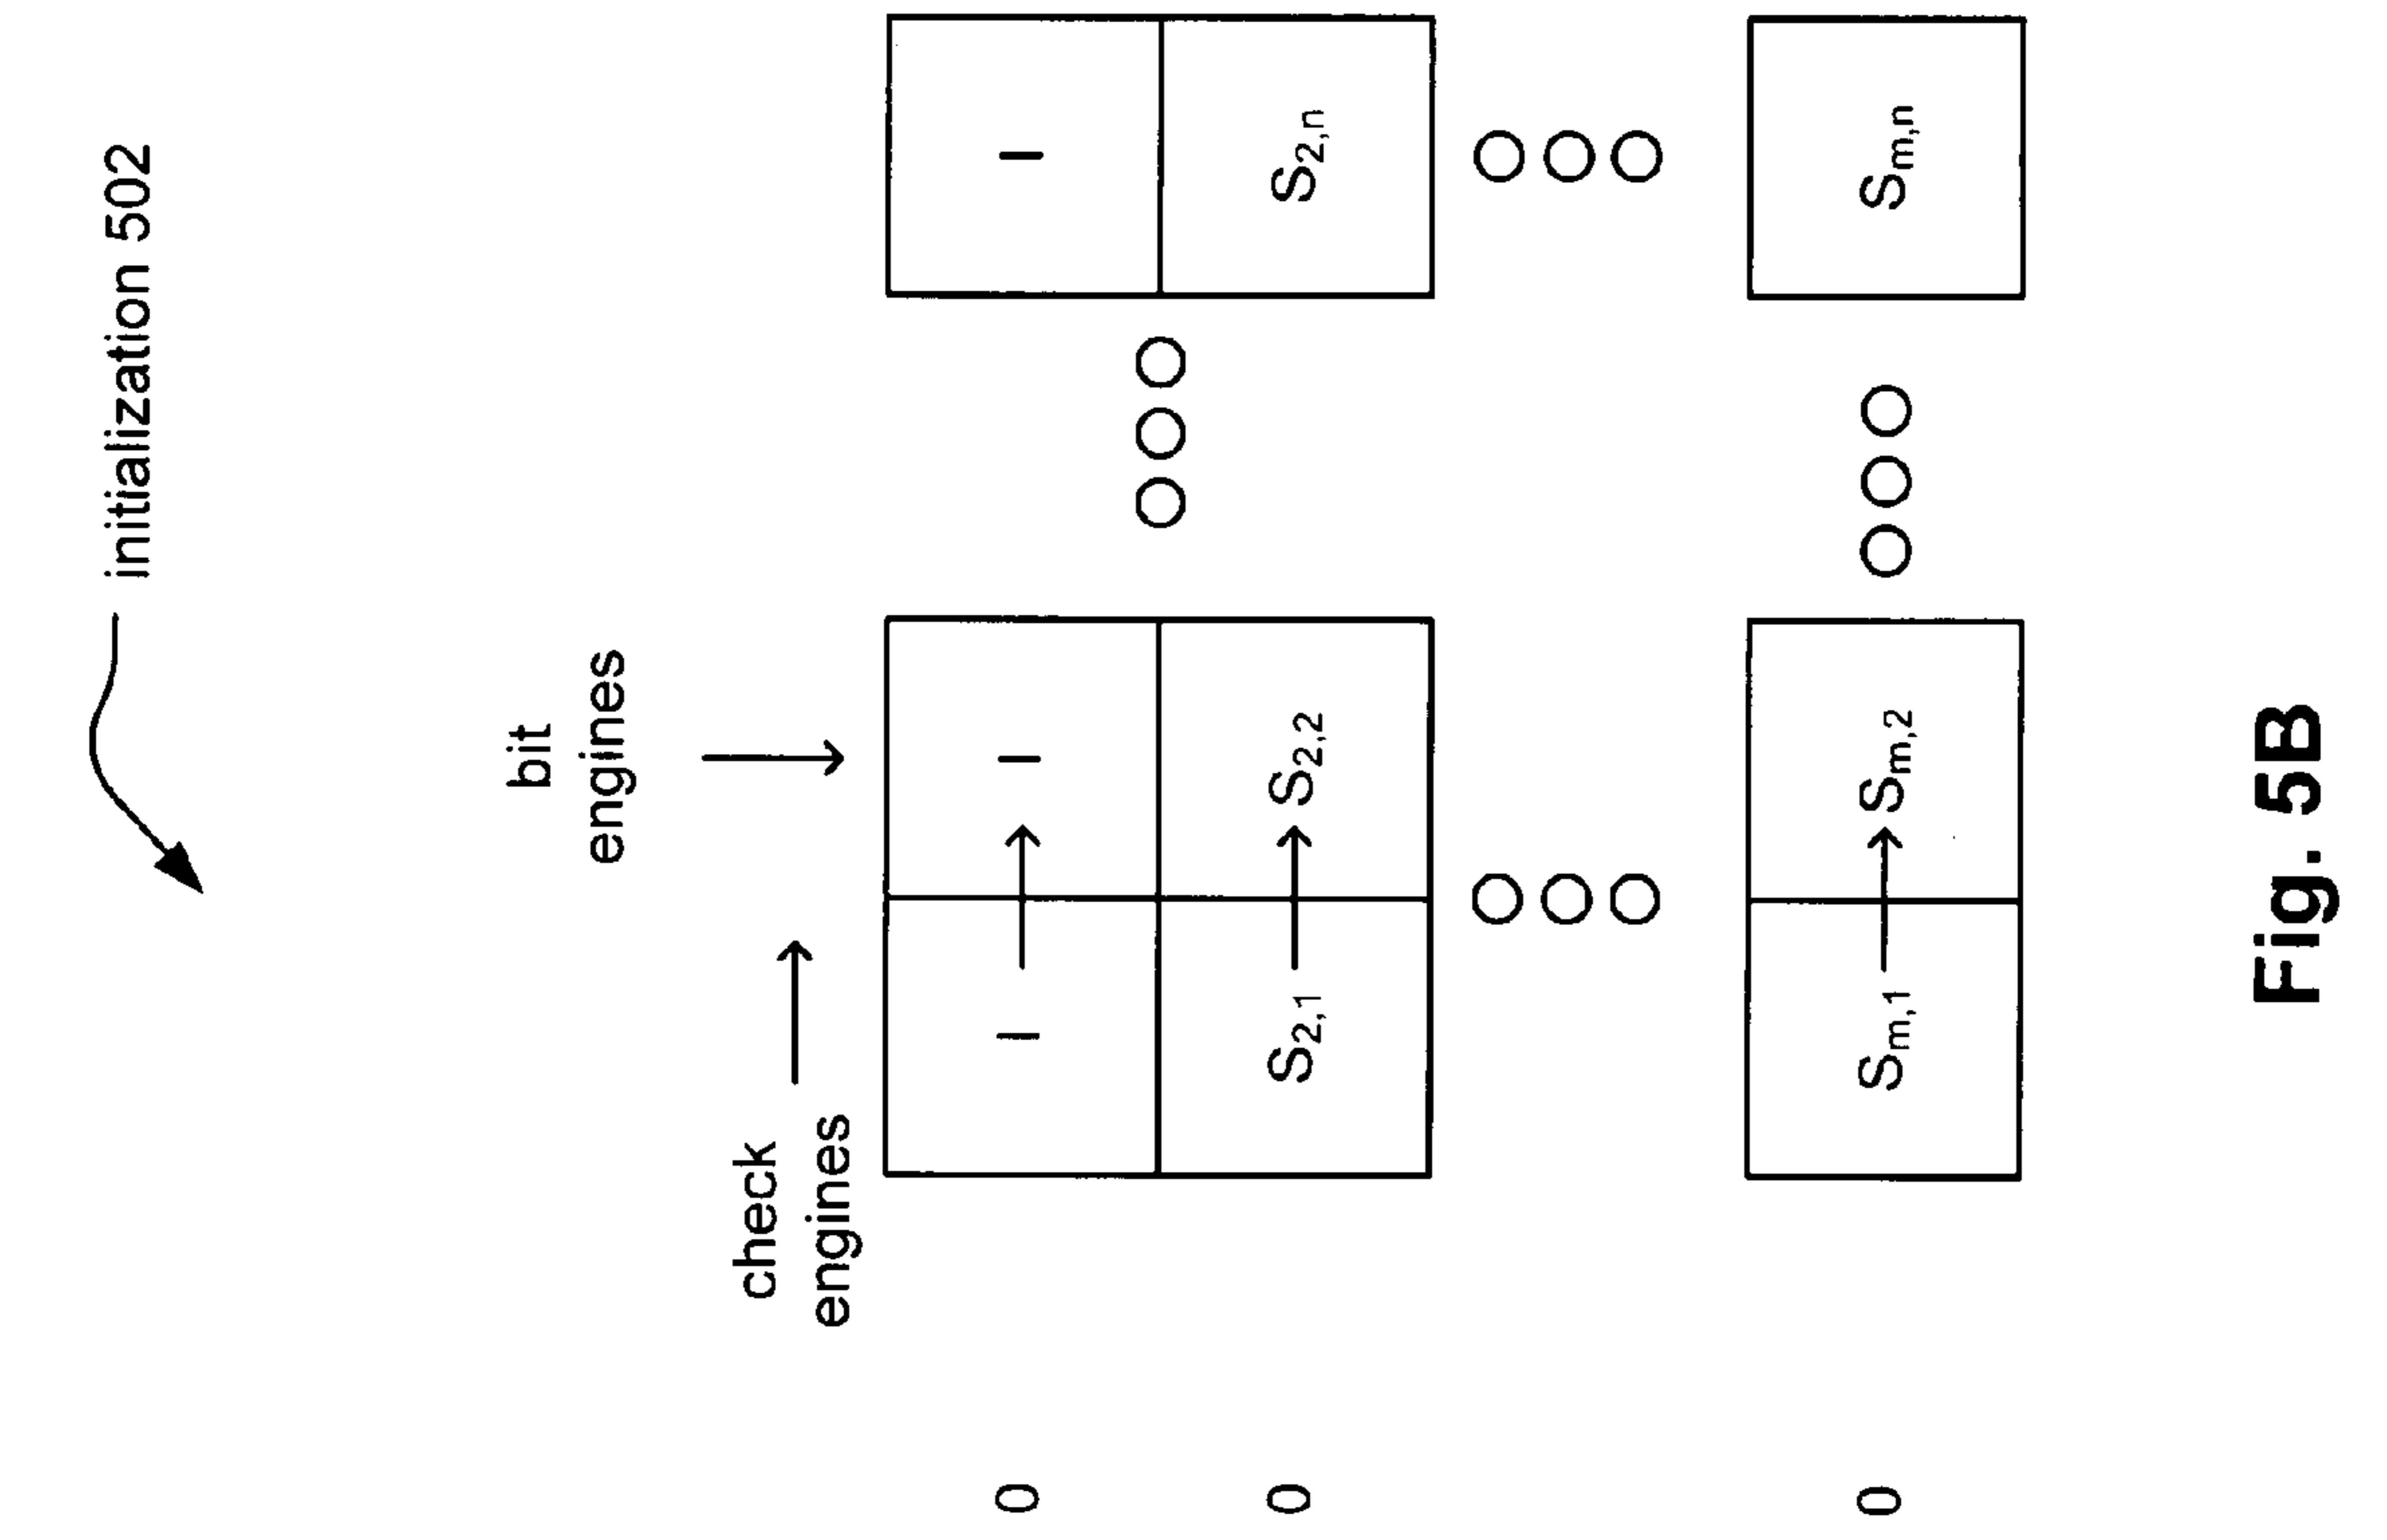 initialization 502
bit
engines
check
engines
0 I I I
0 S2,1 S2,2 S2,n
0 Sm,1 Sm,2 Sm,n
Fig. 5B